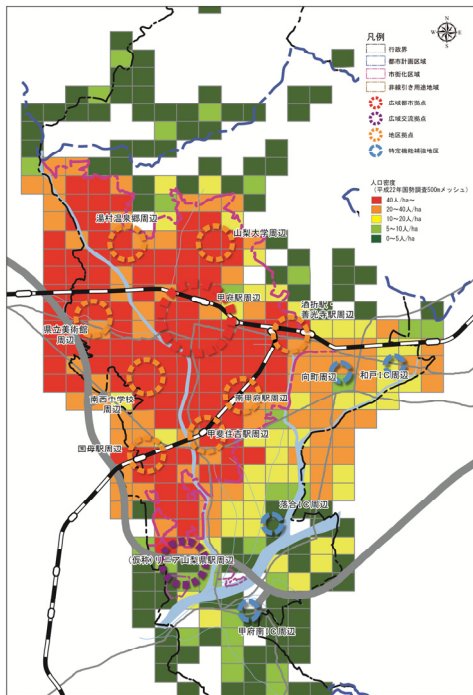 N
W
E
S
凡例
行政界
都市計画区域
市街化区域
非線引き用途地域
広域都市拠点
広域交流拠点
地区拠点
特定機能補強地区
人口密度
（平成22年国勢調査500mメッシュ）
40人/ha～
20～40人/ha
10～20人/ha
5～10人/ha
0～5人/ha
湯村温泉郷周辺
山梨大学周辺
甲府駅周辺
酒折駅・
善光寺駅周辺
県立美術館
周辺
向町周辺
和戸IC周辺
南西小学校
周辺
南甲府駅周辺
甲斐住吉駅周辺
国母駅周辺
落合IC周辺
（仮称）リニア山梨県駅周辺
甲府南IC周辺